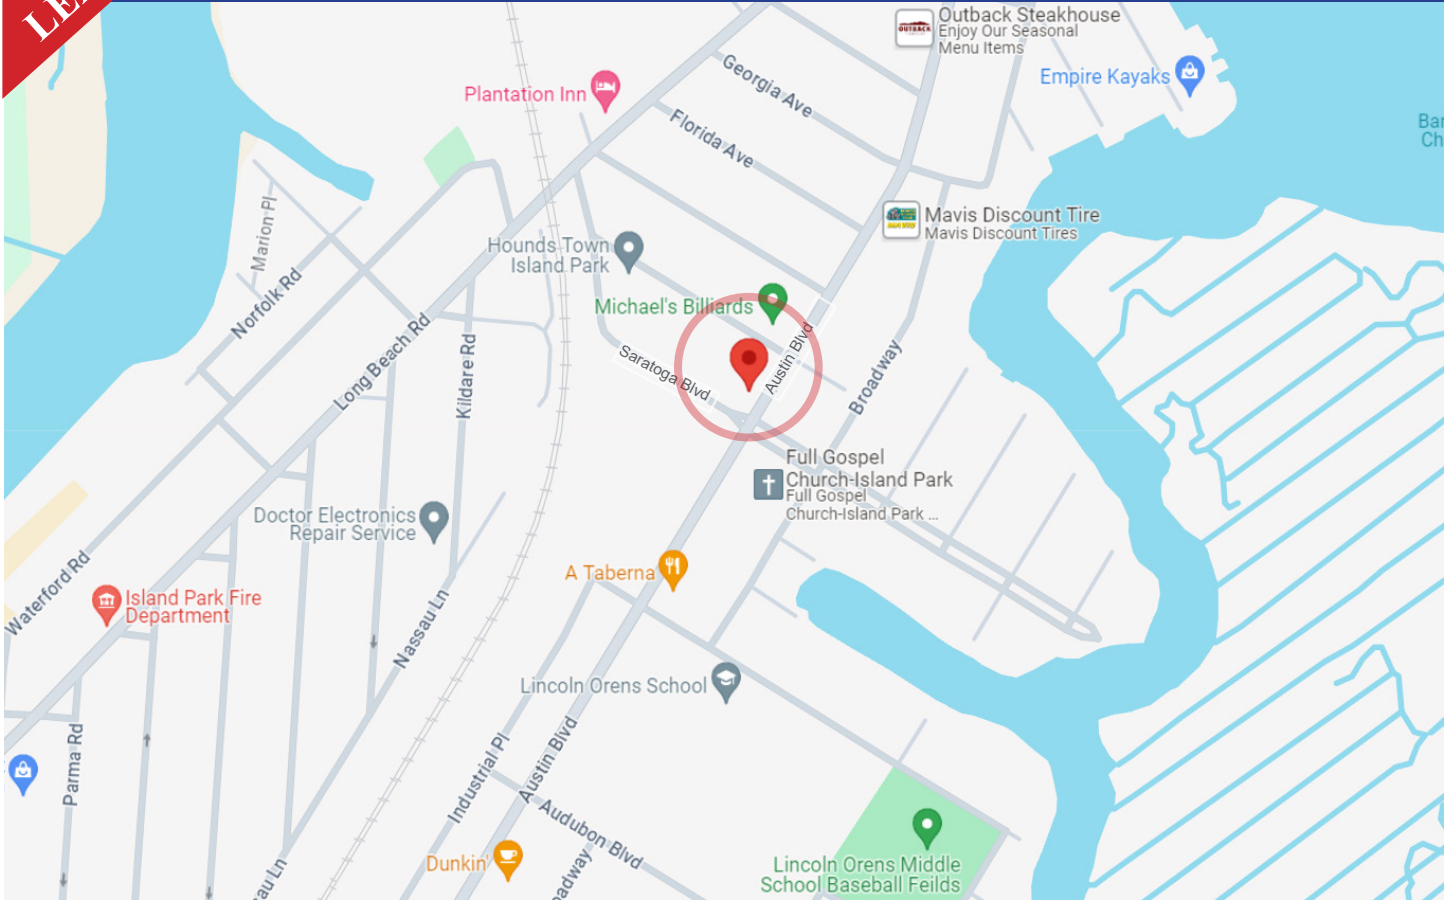 Outback Steakhouse
Enjoy Our Seasonal
Menu Items
OUTBACK
Empire Kayaks
Georgia Ave
Plantation Inn
Florida Ave
Marion Pl
Mavis Discount Tire
Mavis Discount Tires
Hounds Town
Island Park
Norfolk Rd
Michael's Billiards
Long Beach Rd
Kildare Rd
Saratoga Blvd
Austin Blvd
Broadway
Full Gospel
Church-Island Park
Full Gospel
Church-Island Park ...
Doctor Electronics
Repair Service
Waterford Rd
A Taberna
Island Park Fire
Department
Nassau Ln
Lincoln Orens School
Parma Rd
Industrial Pl
Austin Blvd
Audubon Blvd
Dunkin'
Lincoln Orens Middle
School Baseball Feilds